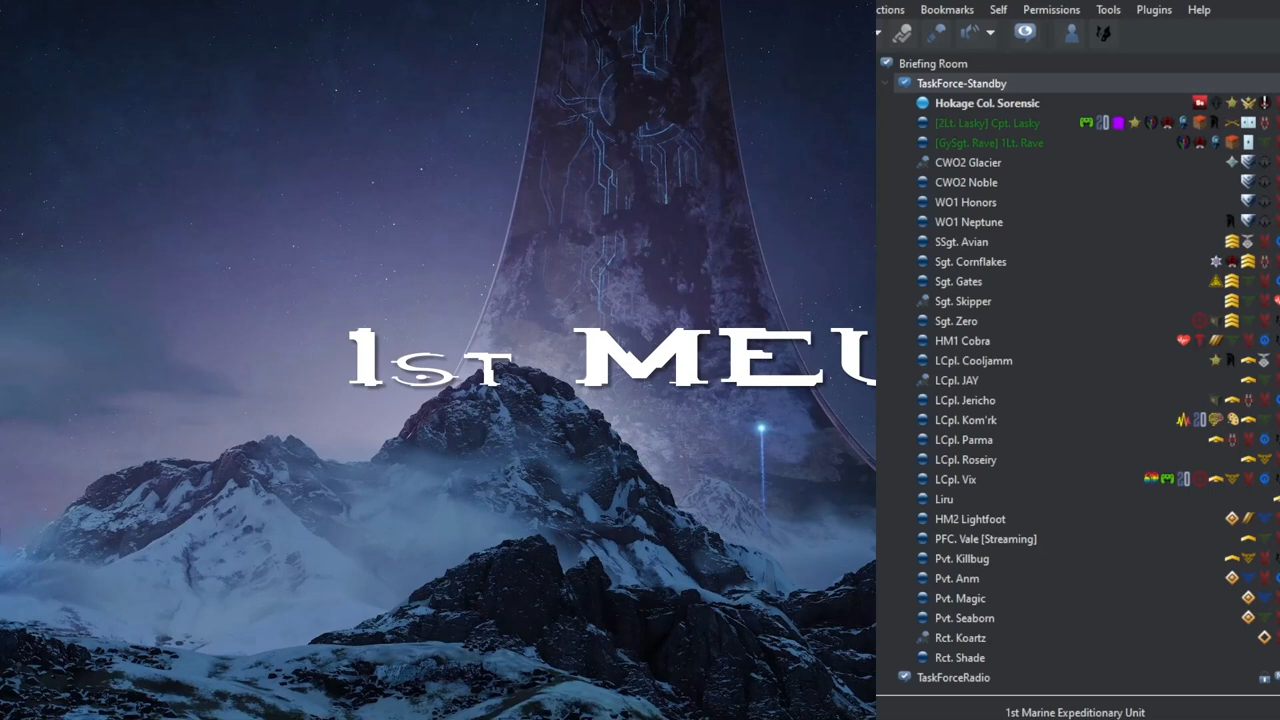 1st MEU
ctions Bookmarks Self Permissions Tools Plugins Help
Briefing Room
TaskForce-Standby
Hokage Col. Sorensic
[2Lt. Lasky] Cpt. Lasky
20
[GySgt. Rave] 1Lt. Rave
CWO2 Glacier
CWO2 Noble
WO1 Honors
WO1 Neptune
SSgt. Avian
Sgt. Cornflakes
Sgt. Gates
Sgt. Skipper
Sgt. Zero
HM1 Cobra
LCpl. Cooljamm
LCpl. JAY
LCpl. Jericho
LCpl. Kom'rk
20
LCpl. Parma
LCpl. Roseiry
LCpl. Vix
20
Liru
HM2 Lightfoot
PFC. Vale [Streaming]
Pvt. Killbug
Pvt. Anm
Pvt. Magic
Pvt. Seaborn
Rct. Koartz
Rct. Shade
TaskForceRadio
1st Marine Expeditionary Unit